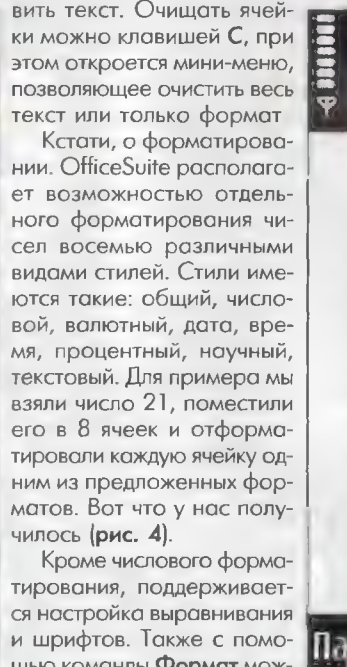 вить текст. Очищать ячей-
ки можно клавишей С, при
этом откроется мини-меню,
позволяющее очистить весь
текст или только формат
Кстати, о форматирова-
нии. OfficeSuite располага-
ет возможностью отдель-
ного форматирования чи-
сел восемью различными
видами стилей. Стили име-
ются такие: общий, число-
вой, валютный, дата, вре-
мя, процентный, научный,
текстовый. Для примера мы
взяли число 21, поместили
его в 8 ячеек и отформа-
тировали каждую ячейку од-
ним из предложенных фор-
матов. Вот что у нас полу-
чилось (рис. 4).
Кроме числового форма-
тирования, поддерживает-
ся настройка выравнивания
и шрифтов. Также с помо-
щью команды Формат мож-
Па